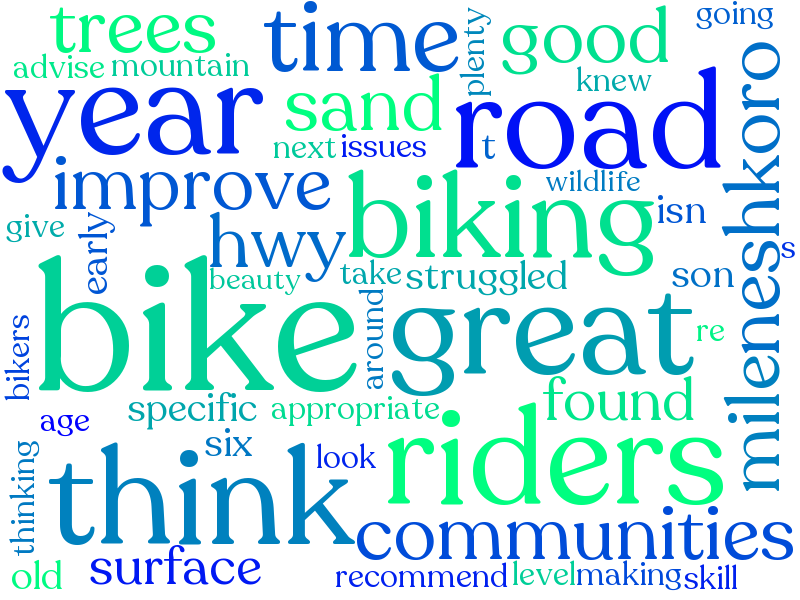 going
trees
time
plenty
good
advise
mountain
knew
year
sand
road
mileneshkoro
next
issues
t
improve
wildlife
biking
isn
give
early
hwy
s
beauty
take
struggled
son
bike
around
great
re
bikers
age
specific
appropriate
found
six
look
riders
thinking
think
communities
old
surface
recommend
level
making
skill